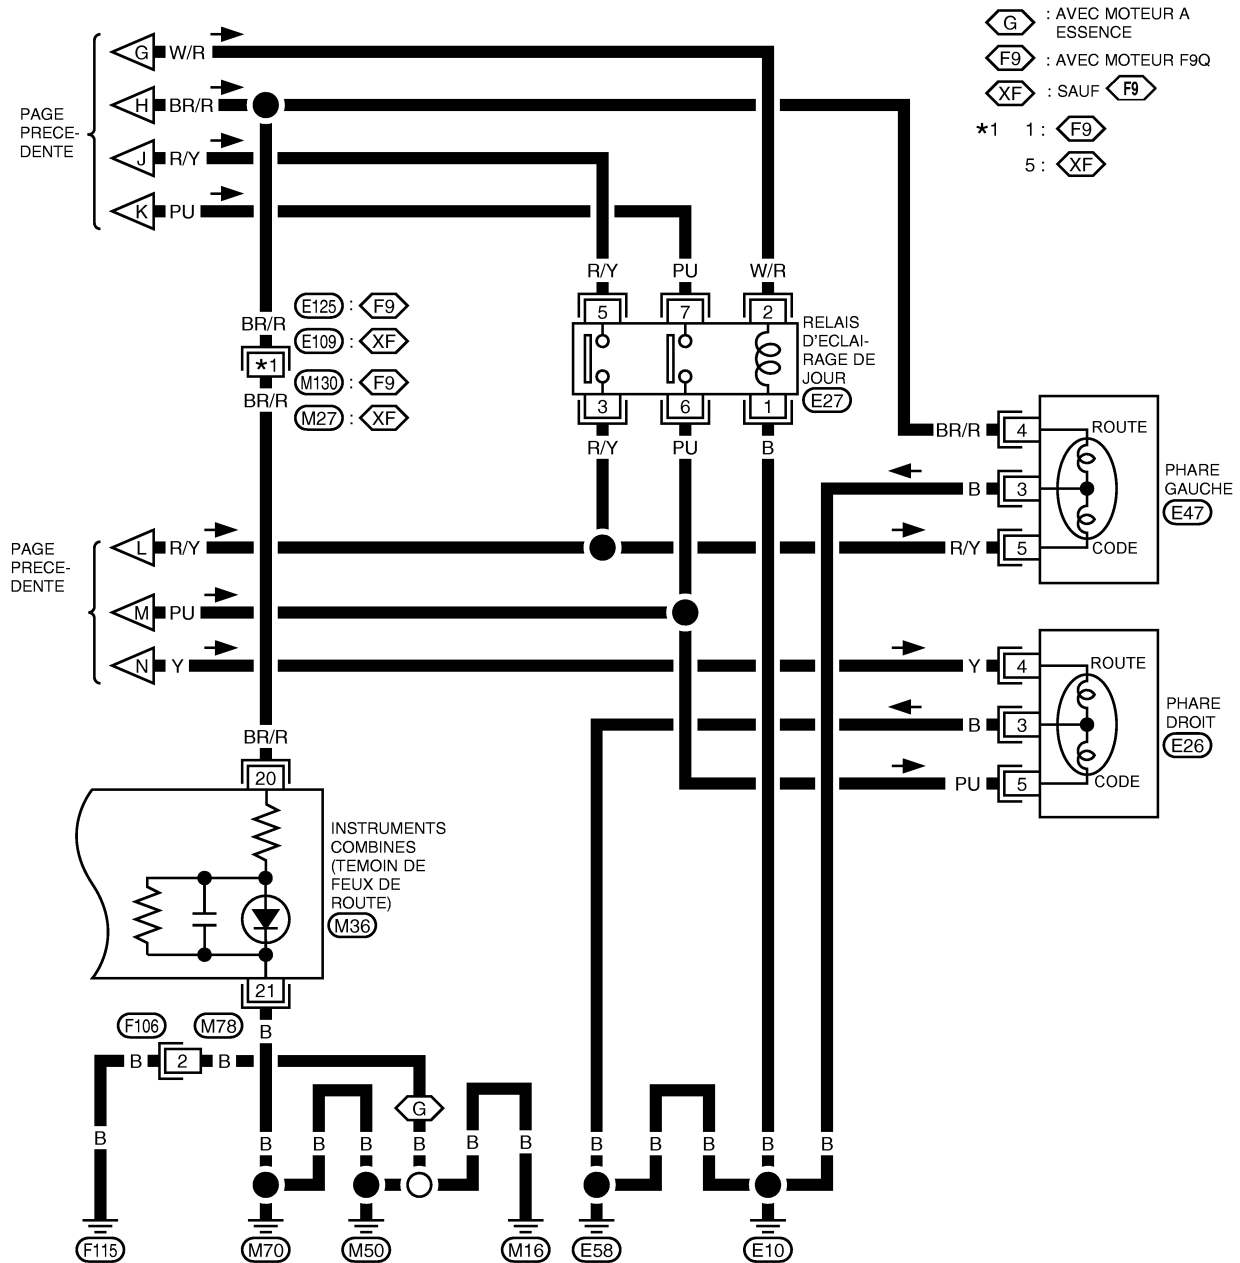 G : AVEC MOTEUR A
ESSENCE
F9 : AVEC MOTEUR F9Q
XF : SAUF F9
*1 1 : F9
5 : XF
PAGE
PRECE-
DENTE
G W/R
H BR/R
J R/Y
K PU
R/Y PU W/R
5 7 2
RELAIS
D'ECLAI-
RAGE DE
JOUR
E27
3 6 1
R/Y PU B
BR/R
*1
BR/R
E125 : F9
E109 : XF
M130 : F9
M27 : XF
BR/R 4 ROUTE
B 3
R/Y 5 CODE
PHARE
GAUCHE
E47
PAGE
PRECE-
DENTE
L R/Y
M PU
N Y
Y 4 ROUTE
B 3
PU 5 CODE
PHARE
DROIT
E26
BR/R
20
INSTRUMENTS
COMBINES
(TEMOIN DE
FEUX DE
ROUTE)
M36
21
B
F106 M78
B 2 B
G
B B B B B B B B B B B
F115 M70 M50 M16 E58 E10